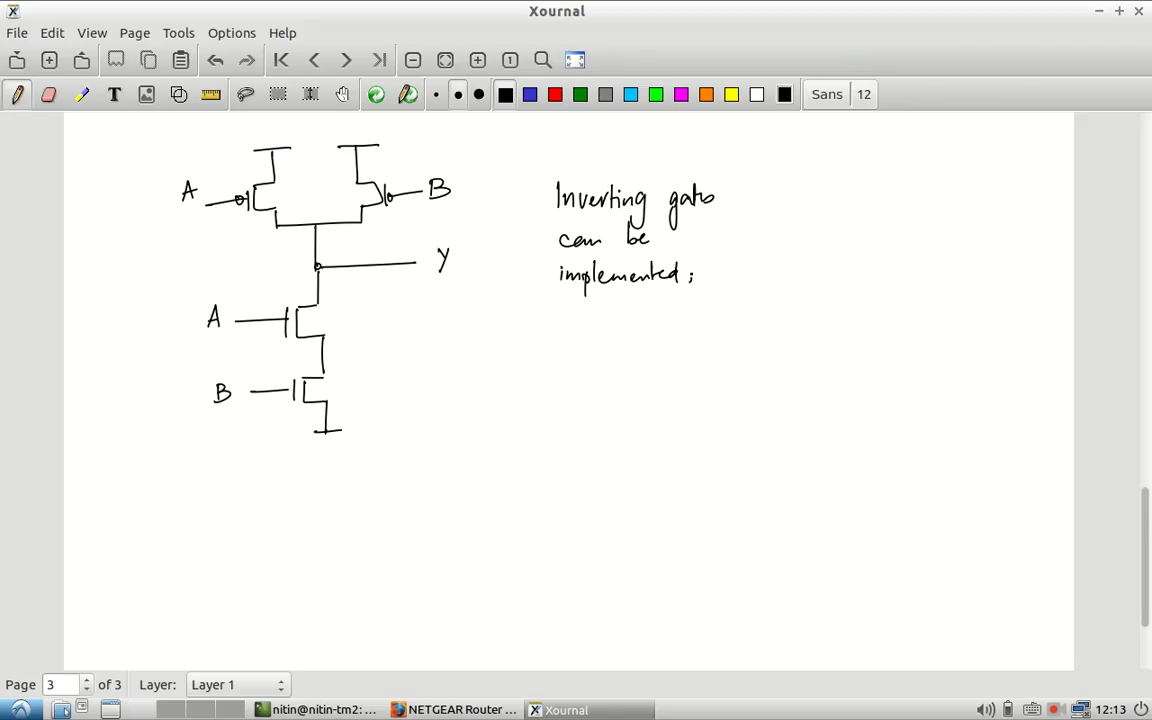 Xournal
File Edit View Page Tools Options Help
Sans 12
A
B
Y
A
B
Inverting gates
can be
implemented;
Page 3 of 3 Layer: Layer 1
nitin@nitin-tm2: ... NETGEAR Router ... Xournal 12:13